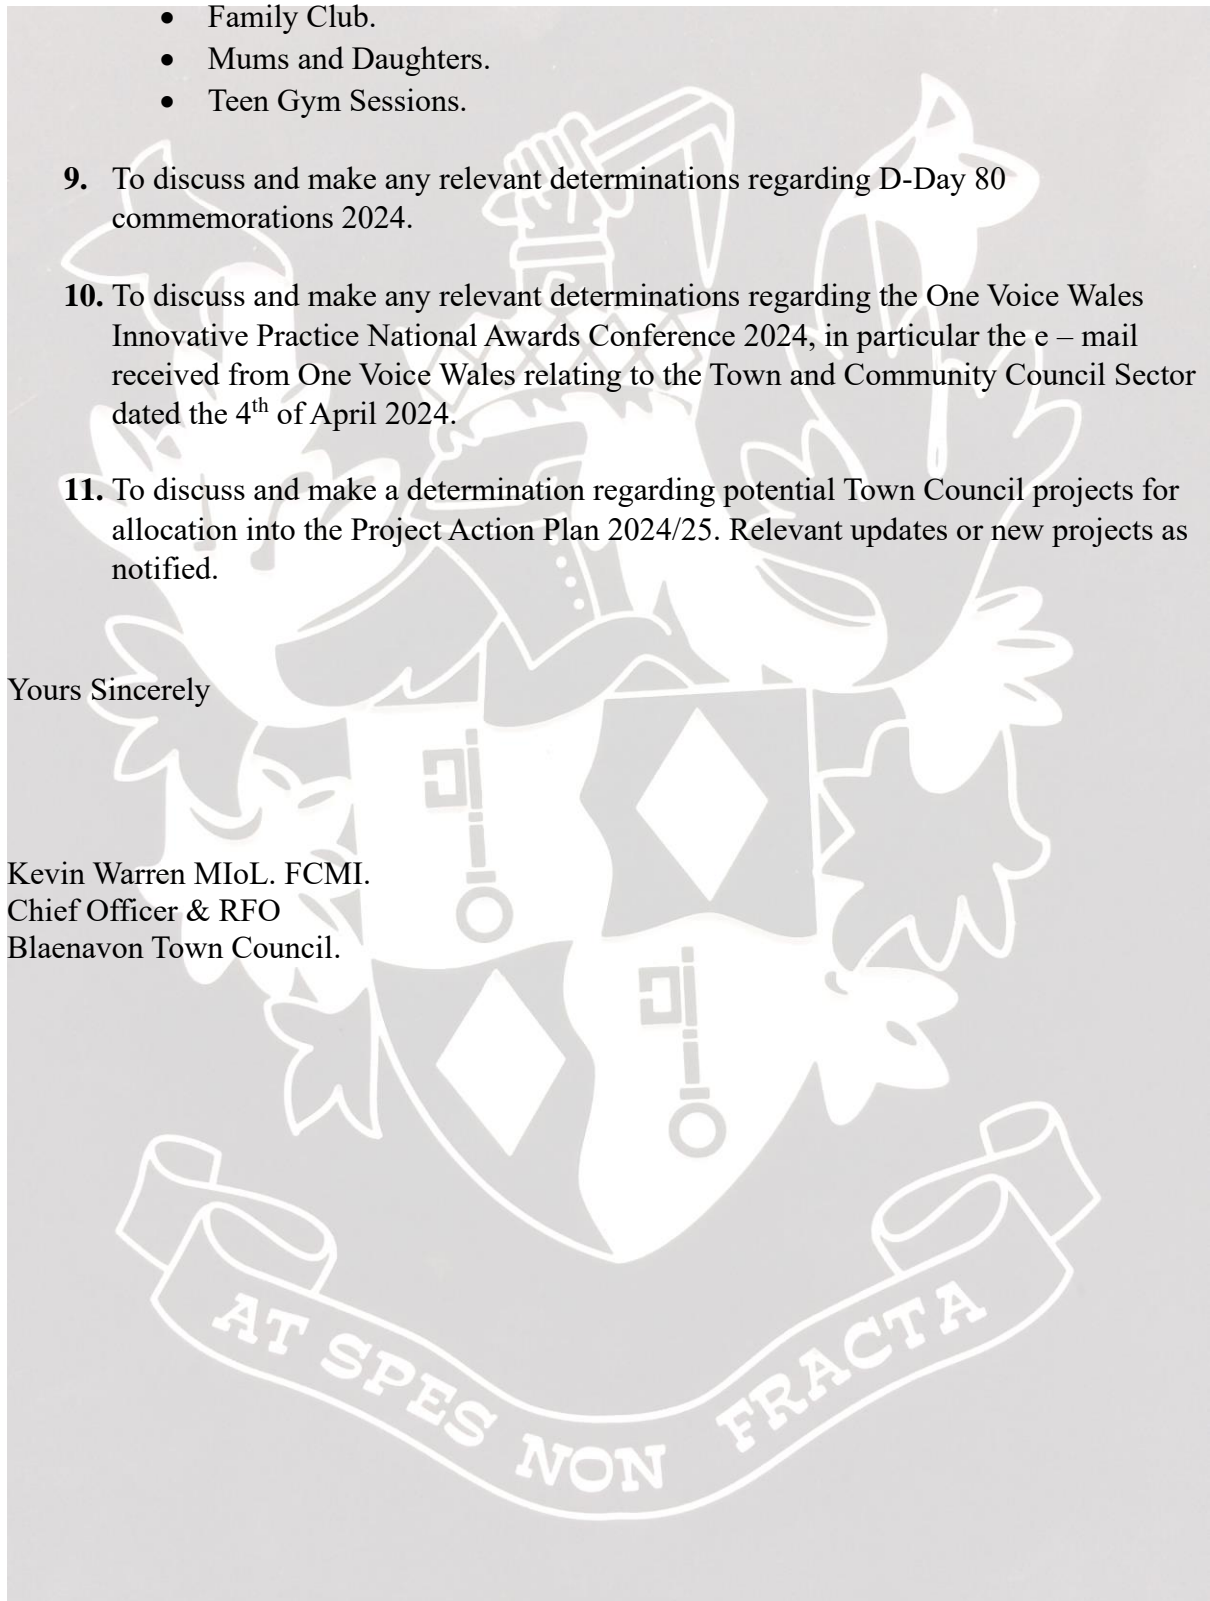 • Family Club.
• Mums and Daughters.
• Teen Gym Sessions.
9. To discuss and make any relevant determinations regarding D-Day 80
commemorations 2024.
10. To discuss and make any relevant determinations regarding the One Voice Wales
Innovative Practice National Awards Conference 2024, in particular the e – mail
received from One Voice Wales relating to the Town and Community Council Sector
dated the 4th of April 2024.
11. To discuss and make a determination regarding potential Town Council projects for
allocation into the Project Action Plan 2024/25. Relevant updates or new projects as
notified.
Yours Sincerely
Kevin Warren MIoL. FCMI.
Chief Officer & RFO
Blaenavon Town Council.
AT SPES NON FRACTA